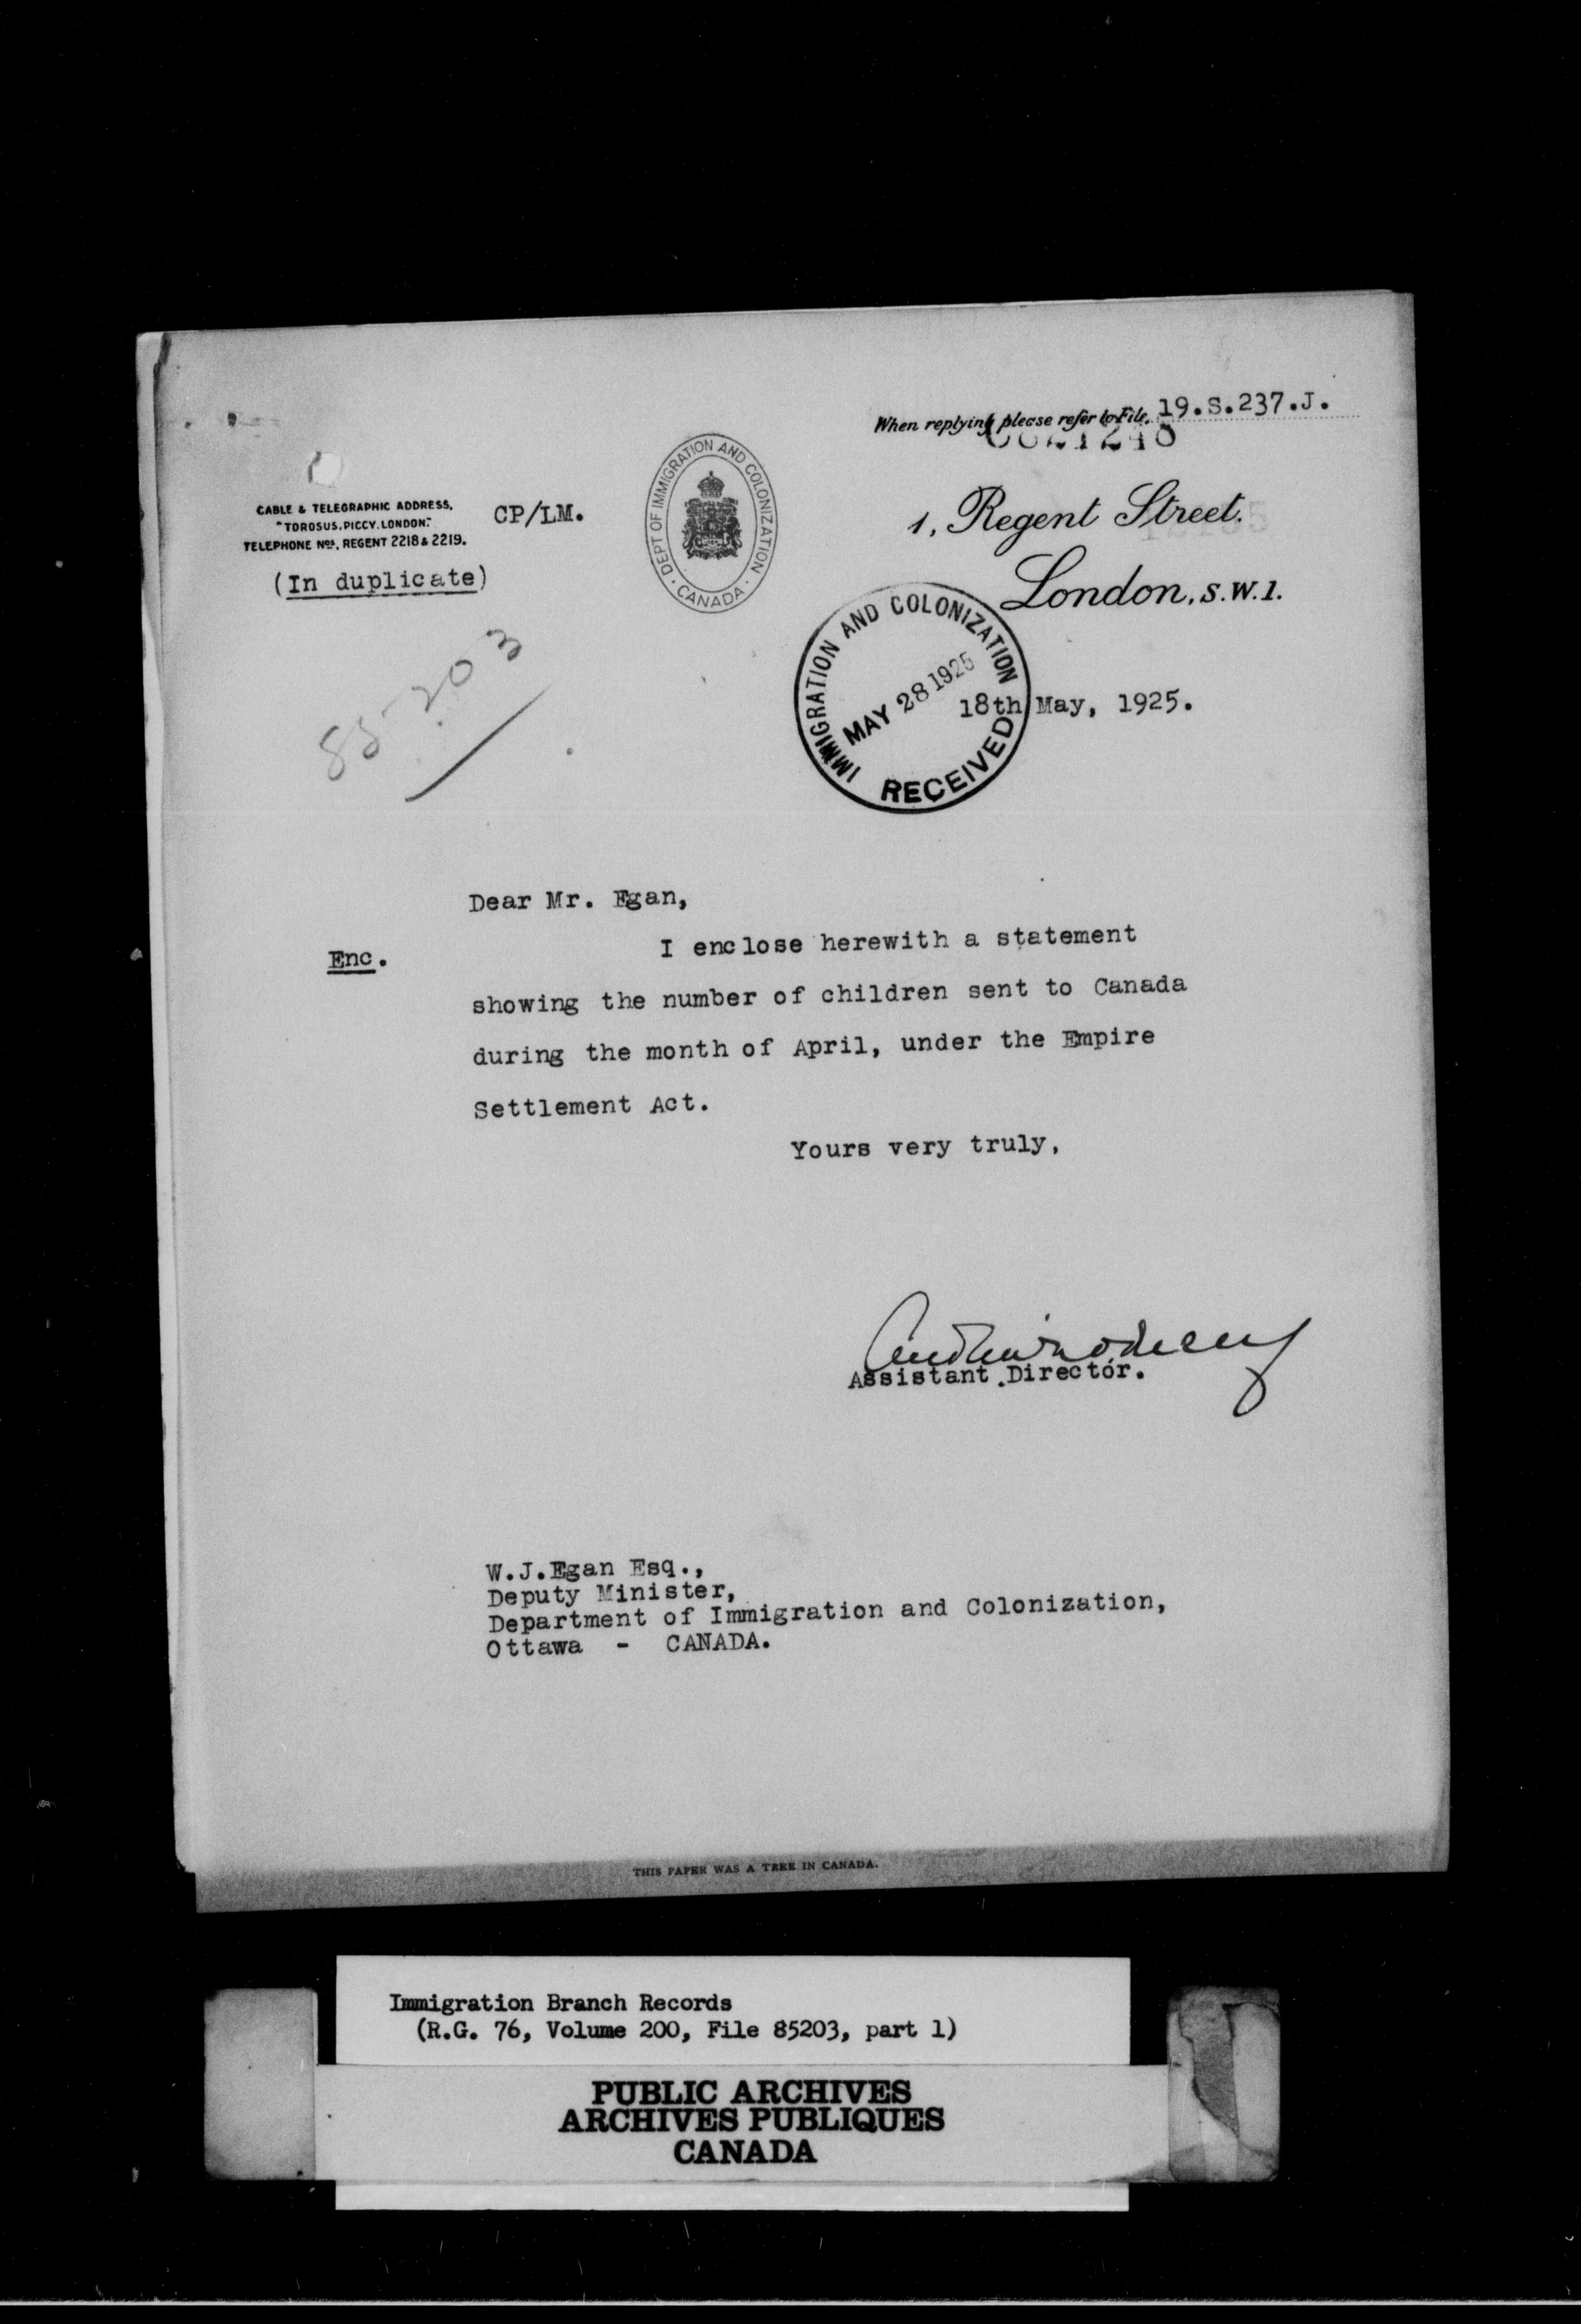 When replying please refer to File. 19.S.237.J.
CABLE & TELEGRAPHIC ADDRESS,
"TOROSUS, PICCY. LONDON."
TELEPHONE Nos. REGENT 2218 & 2219.
CP/LM.
(In duplicate)
DEPT OF IMMIGRATION AND COLONIZATION
CANADA
1, Regent Street.
London, S.W.1.
85203
IMMIGRATION AND COLONIZATION
MAY 28 1925
RECEIVED
18th May, 1925.
Dear Mr. Egan,
Enc.
I enclose herewith a statement
showing the number of children sent to Canada
during the month of April, under the Empire
Settlement Act.
Yours very truly,
Assistant Director.
W.J.Egan Esq.,
Deputy Minister,
Department of Immigration and Colonization,
Ottawa - CANADA.
THIS PAPER WAS A TREE IN CANADA.
Immigration Branch Records
(R.G. 76, Volume 200, File 85203, part 1)
PUBLIC ARCHIVES
ARCHIVES PUBLIQUES
CANADA